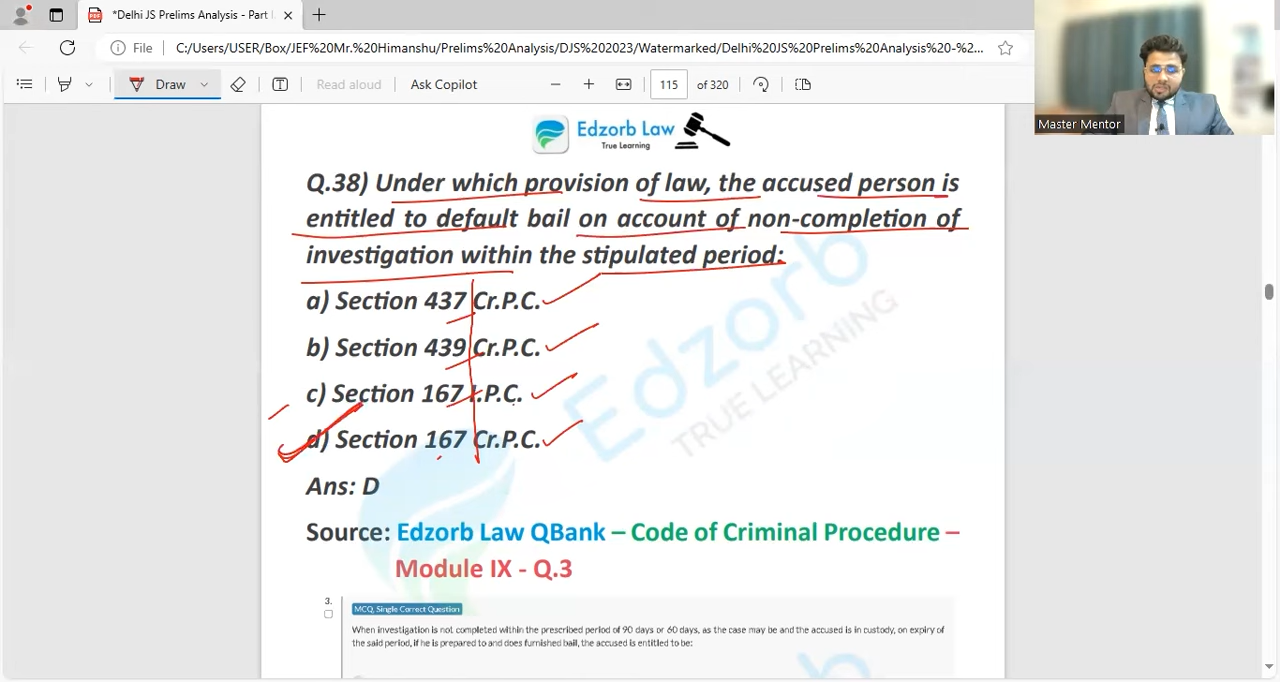 *Delhi JS Prelims Analysis - Part I
File
C:/Users/USER/Box/JEF%20Mr.%20Himanshu/Prelims%20Analysis/DJS%202023/Watermarked/Delhi%20JS%20Prelims%20Analysis%20-%2...
Draw
Read aloud
Ask Copilot
115
of 320
Master Mentor
Edzorb Law
True Learning
Q.38) Under which provision of law, the accused person is
entitled to default bail on account of non-completion of
investigation within the stipulated period:
a) Section 437 Cr.P.C.
b) Section 439 Cr.P.C.
c) Section 167 I.P.C.
d) Section 167 Cr.P.C.
Ans: D
Source: Edzorb Law QBank – Code of Criminal Procedure –
Module IX - Q.3
3.
MCQ, Single Correct Question
When investigation is not completed within the prescribed period of 90 days or 60 days, as the case may be and the accused is in custody, on expiry of
the said period, if he is prepared to and does furnished bail, the accused is entitled to be:
Edzorb
TRUE LEARNING